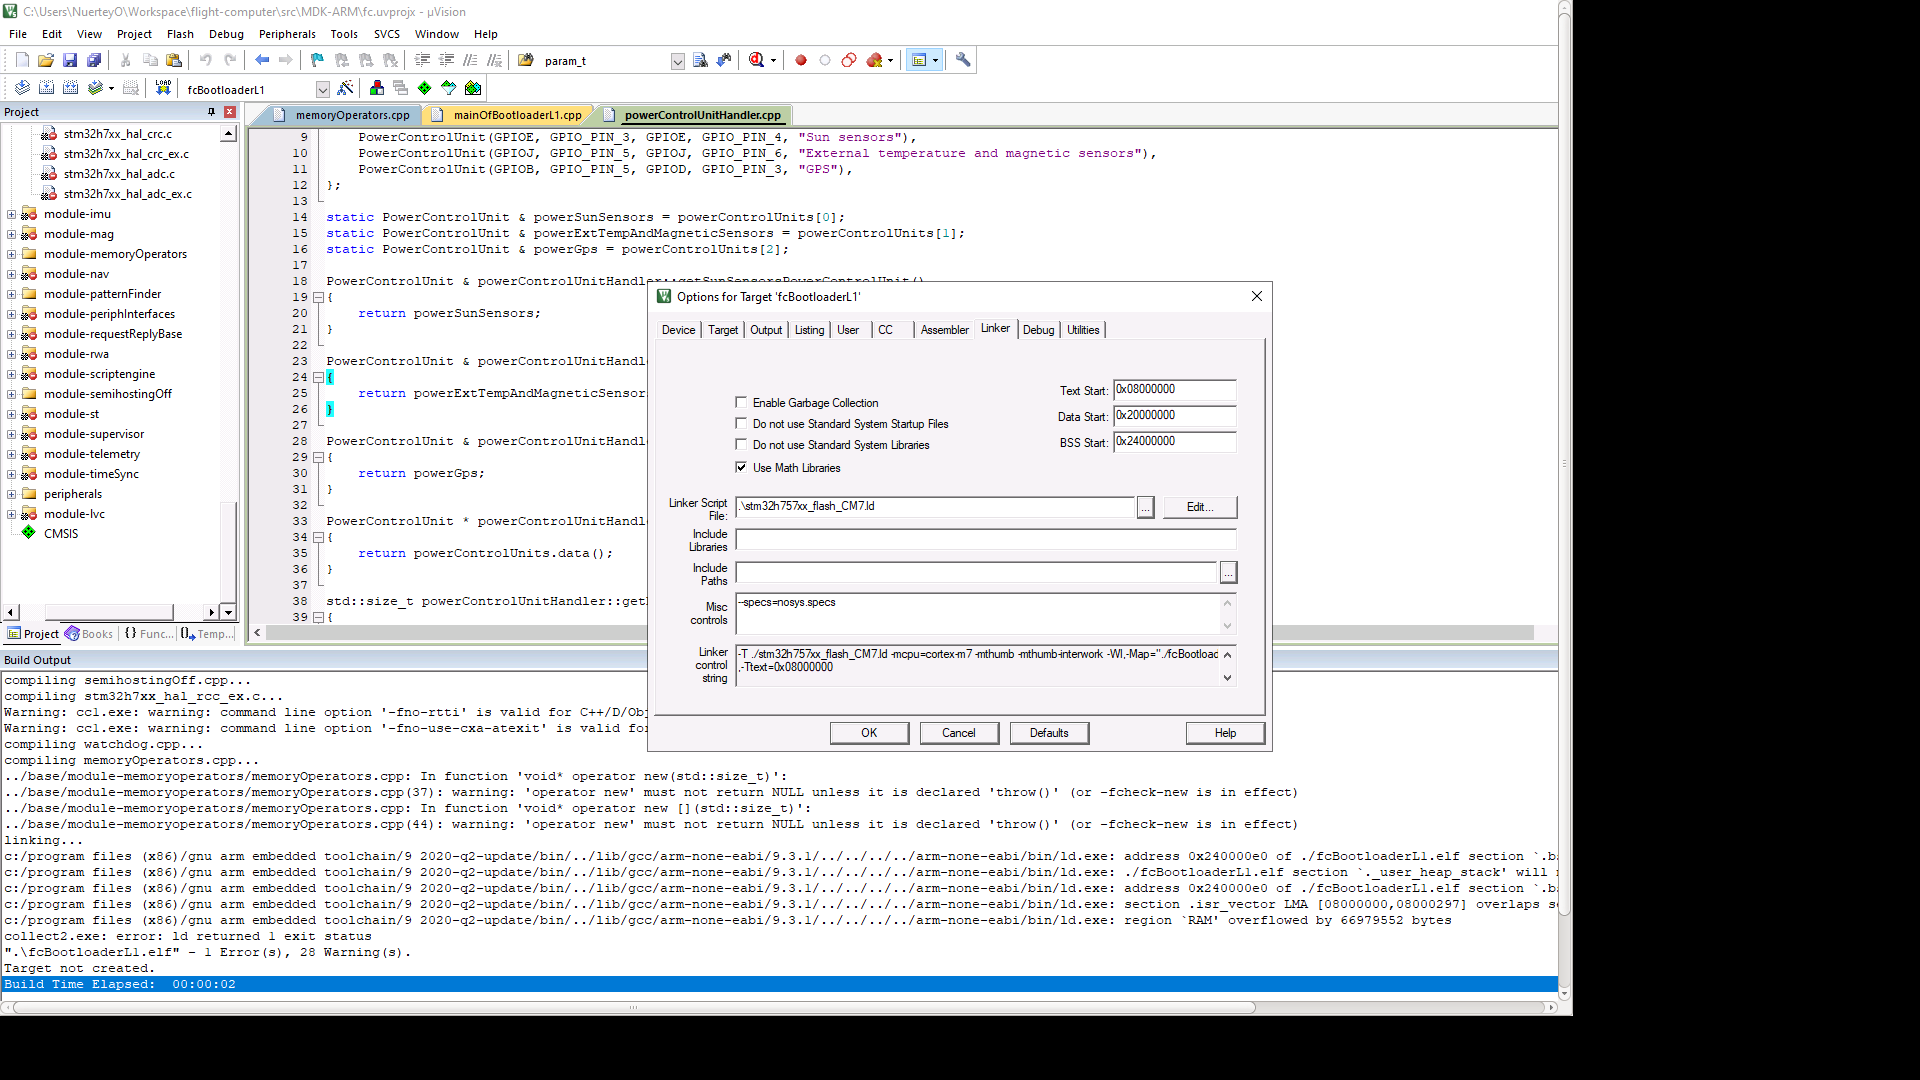 C:\Users\NuerteyO\Workspace\flight-computer\src\MDK-ARM\fc.uvprojx - µVision
File Edit View Project Flash Debug Peripherals Tools SVCS Window Help
param_t
LOAD fcBootloaderL1
Project
stm32h7xx_hal_crc.c
stm32h7xx_hal_crc_ex.c
stm32h7xx_hal_adc.c
stm32h7xx_hal_adc_ex.c
module-imu
module-mag
module-memoryOperators
module-nav
module-patternFinder
module-periphInterfaces
module-requestReplyBase
module-rwa
module-scriptengine
module-semihostingOff
module-st
module-supervisor
module-telemetry
module-timeSync
peripherals
module-lvc
CMSIS
Project Books {} Func... Temp...
memoryOperators.cpp mainOfBootloaderL1.cpp powerControlUnitHandler.cpp
9 PowerControlUnit(GPIOE, GPIO_PIN_3, GPIOE, GPIO_PIN_4, "Sun sensors"),
10 PowerControlUnit(GPIOJ, GPIO_PIN_5, GPIOJ, GPIO_PIN_6, "External temperature and magnetic sensors"),
11 PowerControlUnit(GPIOB, GPIO_PIN_5, GPIOD, GPIO_PIN_3, "GPS"),
12 };
13
14 static PowerControlUnit & powerSunSensors = powerControlUnits[0];
15 static PowerControlUnit & powerExtTempAndMagneticSensors = powerControlUnits[1];
16 static PowerControlUnit & powerGps = powerControlUnits[2];
17
18 PowerControlUnit & powerControlUnitHandler::getSunSensorsPowerControlUnit()
19 {
20 return powerSunSensors;
21 }
22
23 PowerControlUnit & powerControlUnitHandl
24 {
25 return powerExtTempAndMagneticSensor
26 }
27
28 PowerControlUnit & powerControlUnitHandl
29 {
30 return powerGps;
31 }
32
33 PowerControlUnit * powerControlUnitHandl
34 {
35 return powerControlUnits.data();
36 }
37
38 std::size_t powerControlUnitHandler::get
39 {
Options for Target 'fcBootloaderL1'
Device Target Output Listing User CC Assembler Linker Debug Utilities
Enable Garbage Collection
Do not use Standard System Startup Files
Do not use Standard System Libraries
Use Math Libraries
Text Start: 0x08000000
Data Start: 0x20000000
BSS Start: 0x24000000
Linker Script File: .\stm32h757xx_flash_CM7.ld ... Edit...
Include Libraries
Include Paths ...
Misc controls --specs=nosys.specs
Linker control string -T ./stm32h757xx_flash_CM7.ld -mcpu=cortex-m7 -mthumb -mthumb-interwork -Wl,-Map="./fcBootload
,-Ttext=0x08000000
OK Cancel Defaults Help
Build Output
compiling semihostingOff.cpp...
compiling stm32h7xx_hal_rcc_ex.c...
Warning: cc1.exe: warning: command line option '-fno-rtti' is valid for C++/D/Obj
Warning: cc1.exe: warning: command line option '-fno-use-cxa-atexit' is valid for
compiling watchdog.cpp...
compiling memoryOperators.cpp...
../base/module-memoryoperators/memoryOperators.cpp: In function 'void* operator new(std::size_t)':
../base/module-memoryoperators/memoryOperators.cpp(37): warning: 'operator new' must not return NULL unless it is declared 'throw()' (or -fcheck-new is in effect)
../base/module-memoryoperators/memoryOperators.cpp: In function 'void* operator new [](std::size_t)':
../base/module-memoryoperators/memoryOperators.cpp(44): warning: 'operator new' must not return NULL unless it is declared 'throw()' (or -fcheck-new is in effect)
linking...
c:/program files (x86)/gnu arm embedded toolchain/9 2020-q2-update/bin/../lib/gcc/arm-none-eabi/9.3.1/../../../../arm-none-eabi/bin/ld.exe: address 0x240000e0 of ./fcBootloaderL1.elf section `.b
c:/program files (x86)/gnu arm embedded toolchain/9 2020-q2-update/bin/../lib/gcc/arm-none-eabi/9.3.1/../../../../arm-none-eabi/bin/ld.exe: ./fcBootloaderL1.elf section `._user_heap_stack' will
c:/program files (x86)/gnu arm embedded toolchain/9 2020-q2-update/bin/../lib/gcc/arm-none-eabi/9.3.1/../../../../arm-none-eabi/bin/ld.exe: address 0x240000e0 of ./fcBootloaderL1.elf section `.b
c:/program files (x86)/gnu arm embedded toolchain/9 2020-q2-update/bin/../lib/gcc/arm-none-eabi/9.3.1/../../../../arm-none-eabi/bin/ld.exe: section .isr_vector LMA [08000000,08000297] overlaps se
c:/program files (x86)/gnu arm embedded toolchain/9 2020-q2-update/bin/../lib/gcc/arm-none-eabi/9.3.1/../../../../arm-none-eabi/bin/ld.exe: region `RAM' overflowed by 66979552 bytes
collect2.exe: error: ld returned 1 exit status
".\fcBootloaderL1.elf" - 1 Error(s), 28 Warning(s).
Target not created.
Build Time Elapsed: 00:00:02